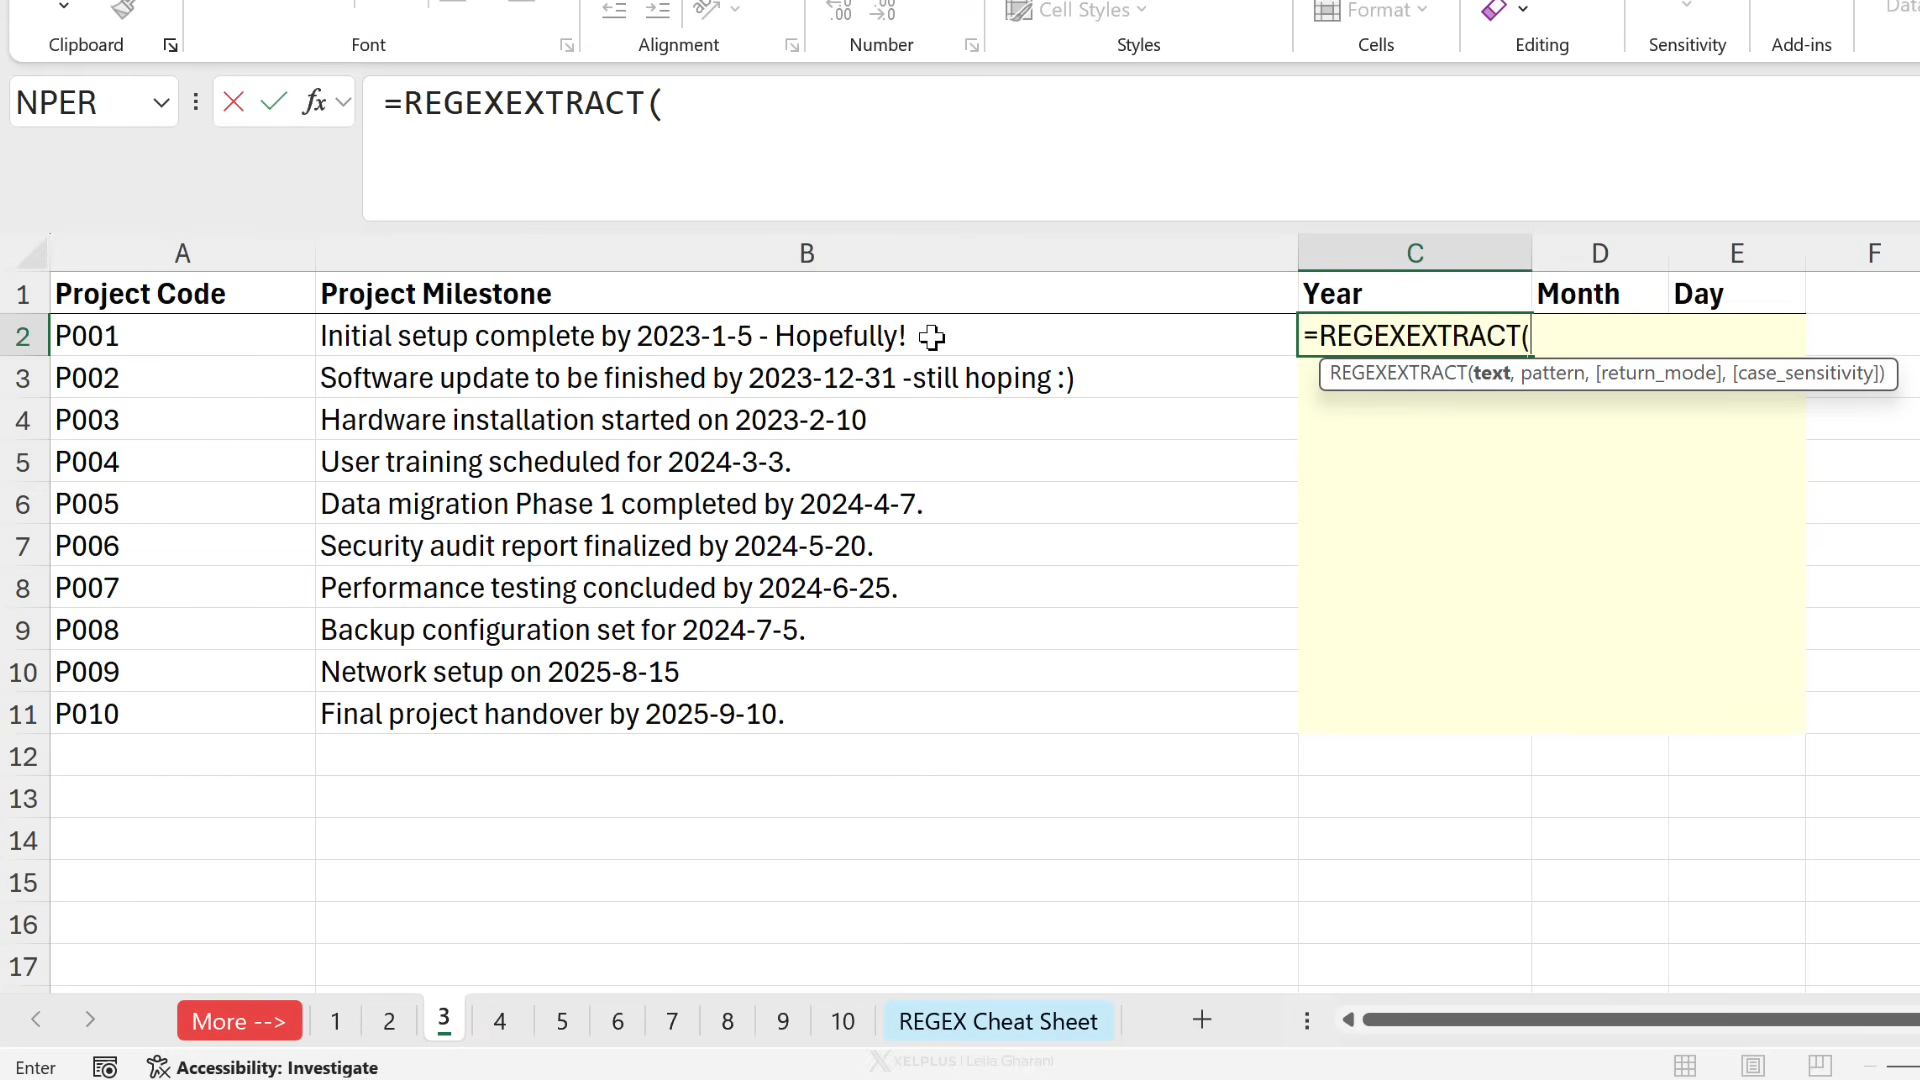 Clipboard Font Alignment Number Styles Cells Editing Sensitivity Add-ins
Cell Styles Format Data
NPER fx =REGEXEXTRACT(
A B C D E F
1 Project Code Project Milestone Year Month Day
2 P001 Initial setup complete by 2023-1-5 - Hopefully! =REGEXEXTRACT(
REGEXEXTRACT(text, pattern, [return_mode], [case_sensitivity])
3 P002 Software update to be finished by 2023-12-31 -still hoping :)
4 P003 Hardware installation started on 2023-2-10
5 P004 User training scheduled for 2024-3-3.
6 P005 Data migration Phase 1 completed by 2024-4-7.
7 P006 Security audit report finalized by 2024-5-20.
8 P007 Performance testing concluded by 2024-6-25.
9 P008 Backup configuration set for 2024-7-5.
10 P009 Network setup on 2025-8-15
11 P010 Final project handover by 2025-9-10.
12
13
14
15
16
17
More --> 1 2 3 4 5 6 7 8 9 10 REGEX Cheat Sheet
Enter Accessibility: Investigate XELPLUS | Leila Gharani